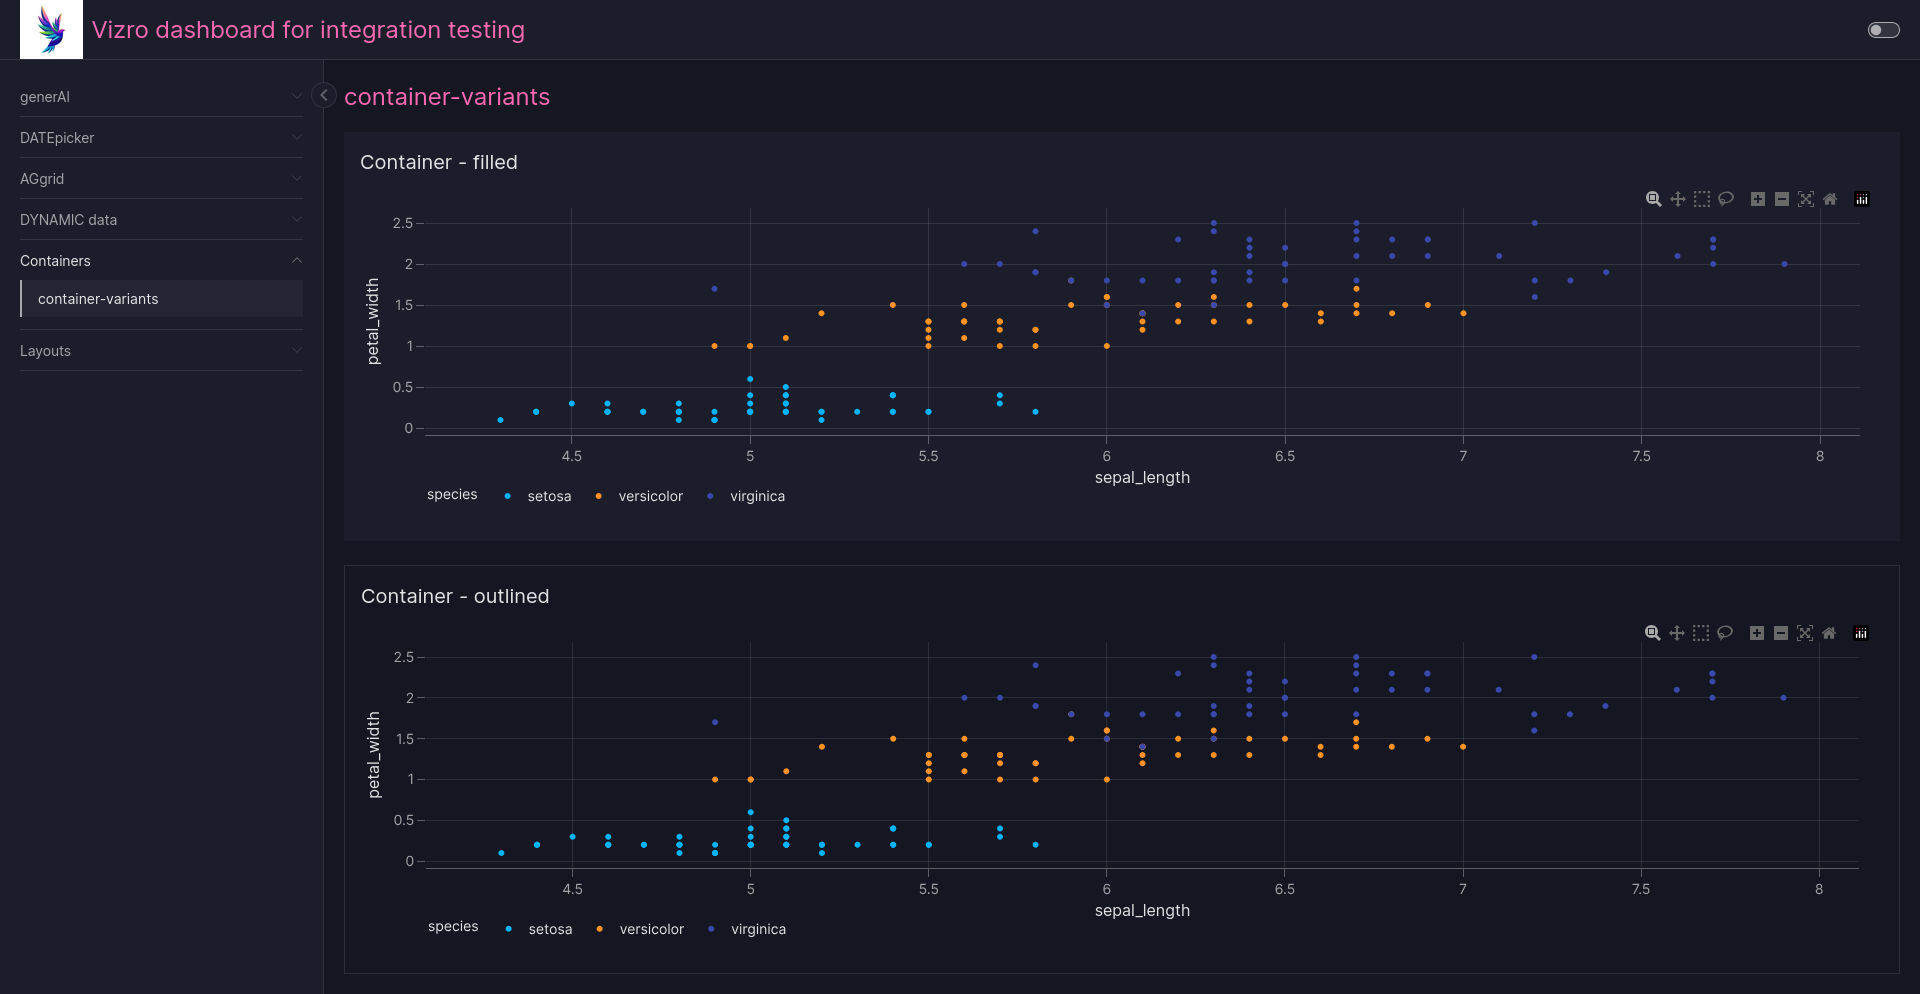 Vizro dashboard for integration testing
generAI
DATEpicker
AGgrid
DYNAMIC data
Containers
container-variants
Layouts
container-variants
Container - filled
2.5
2
1.5
1
0.5
0
petal_width
4.5 5 5.5 6 6.5 7 7.5 8
sepal_length
species setosa versicolor virginica
Container - outlined
2.5
2
1.5
1
0.5
0
petal_width
4.5 5 5.5 6 6.5 7 7.5 8
sepal_length
species setosa versicolor virginica